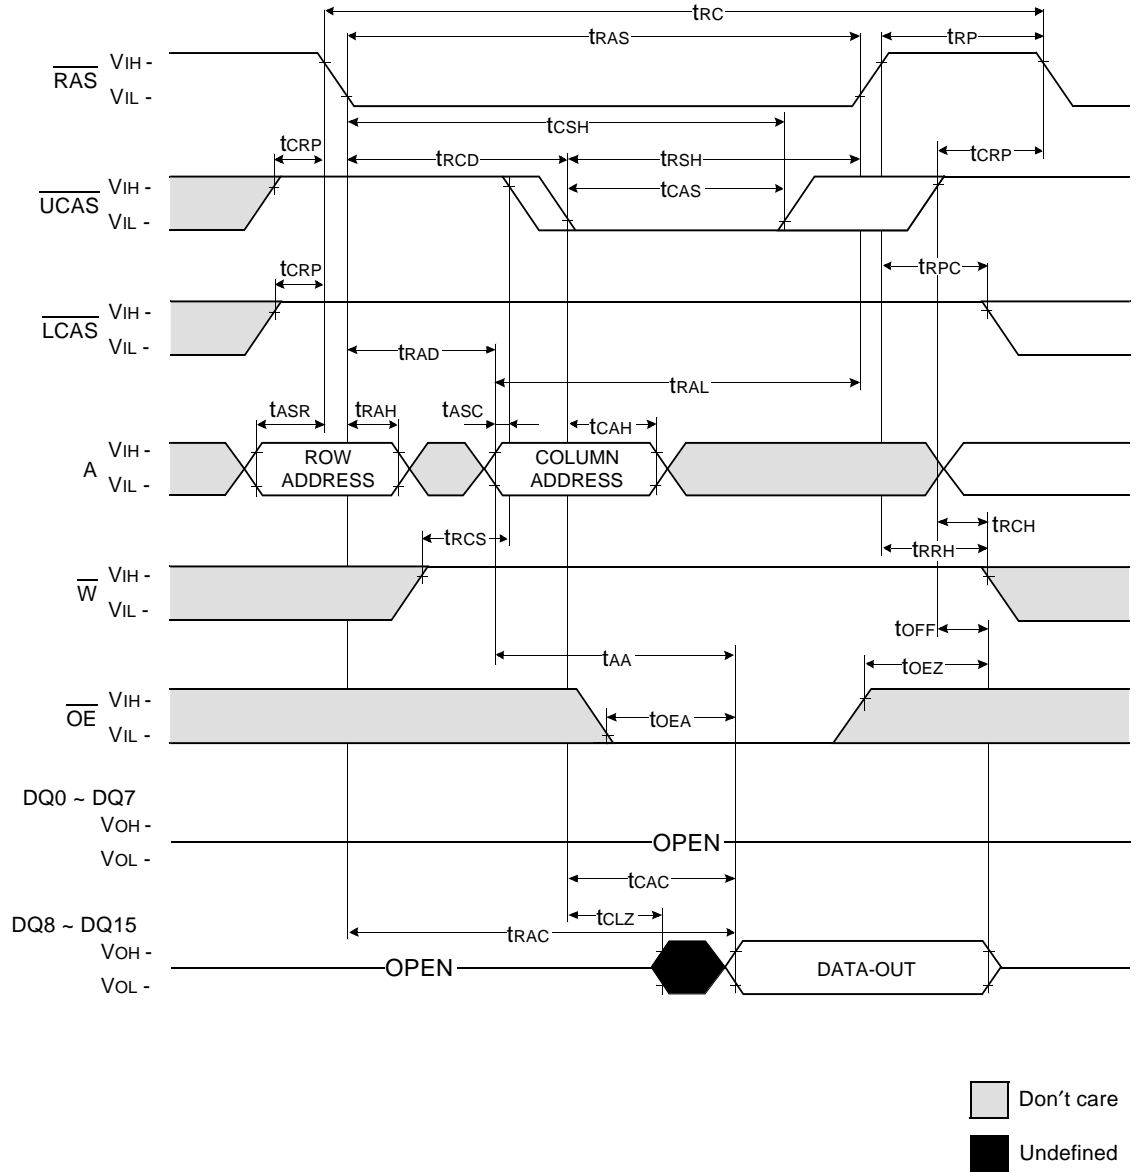 tRC
tRAS
tRP
RAS
VIH -
VIL -
tCSH
tCRP
tRCD
tRSH
tCRP
UCAS
VIH -
VIL -
tCAS
tCRP
tRPC
LCAS
VIH -
VIL -
tRAD
tRAL
tASR
tRAH
tASC
tCAH
A
VIH -
VIL -
ROW
ADDRESS
COLUMN
ADDRESS
tRCS
tRCH
tRRH
W
VIH -
VIL -
tOFF
tAA
tOEZ
OE
VIH -
VIL -
tOEA
DQ0 ~ DQ7
VOH -
VOL -
OPEN
tCAC
tCLZ
DQ8 ~ DQ15
tRAC
VOH -
VOL -
OPEN
DATA-OUT
Don′t care
Undefined